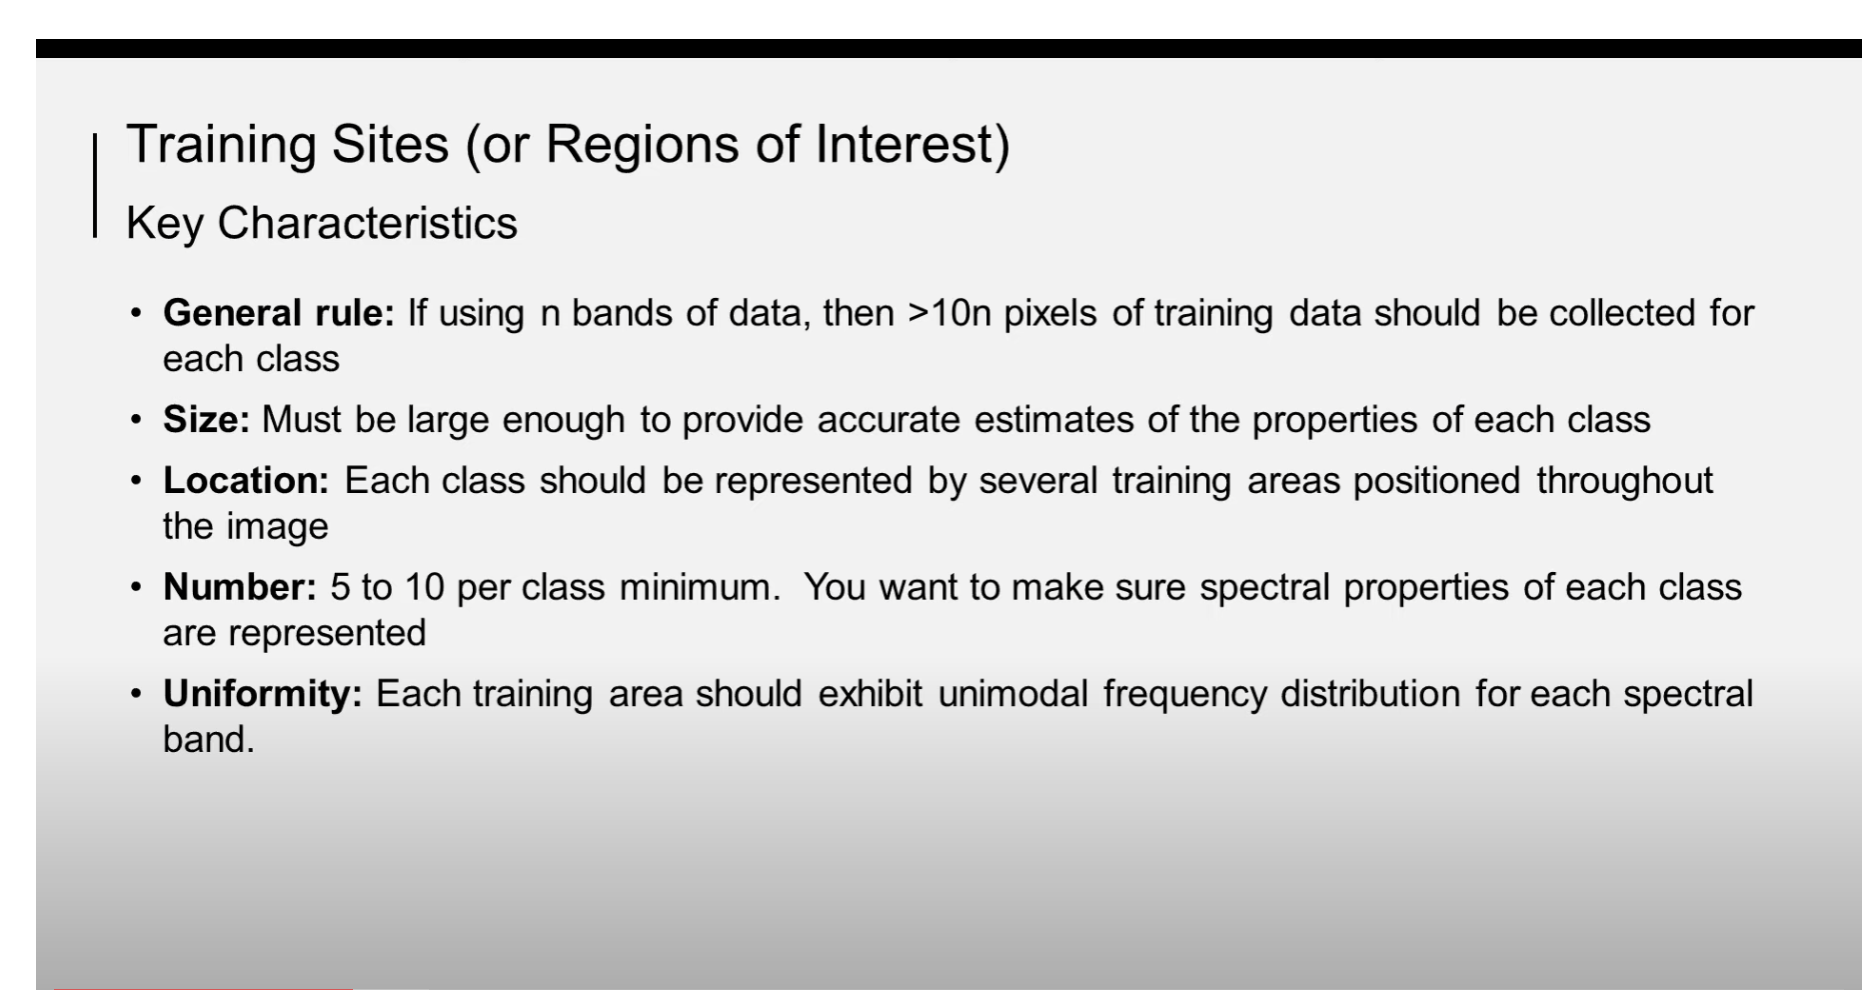 Training Sites (or Regions of Interest)
Key Characteristics
• General rule: If using n bands of data, then >10n pixels of training data should be collected for
each class
• Size: Must be large enough to provide accurate estimates of the properties of each class
• Location: Each class should be represented by several training areas positioned throughout
the image
• Number: 5 to 10 per class minimum.  You want to make sure spectral properties of each class
are represented
• Uniformity: Each training area should exhibit unimodal frequency distribution for each spectral
band.